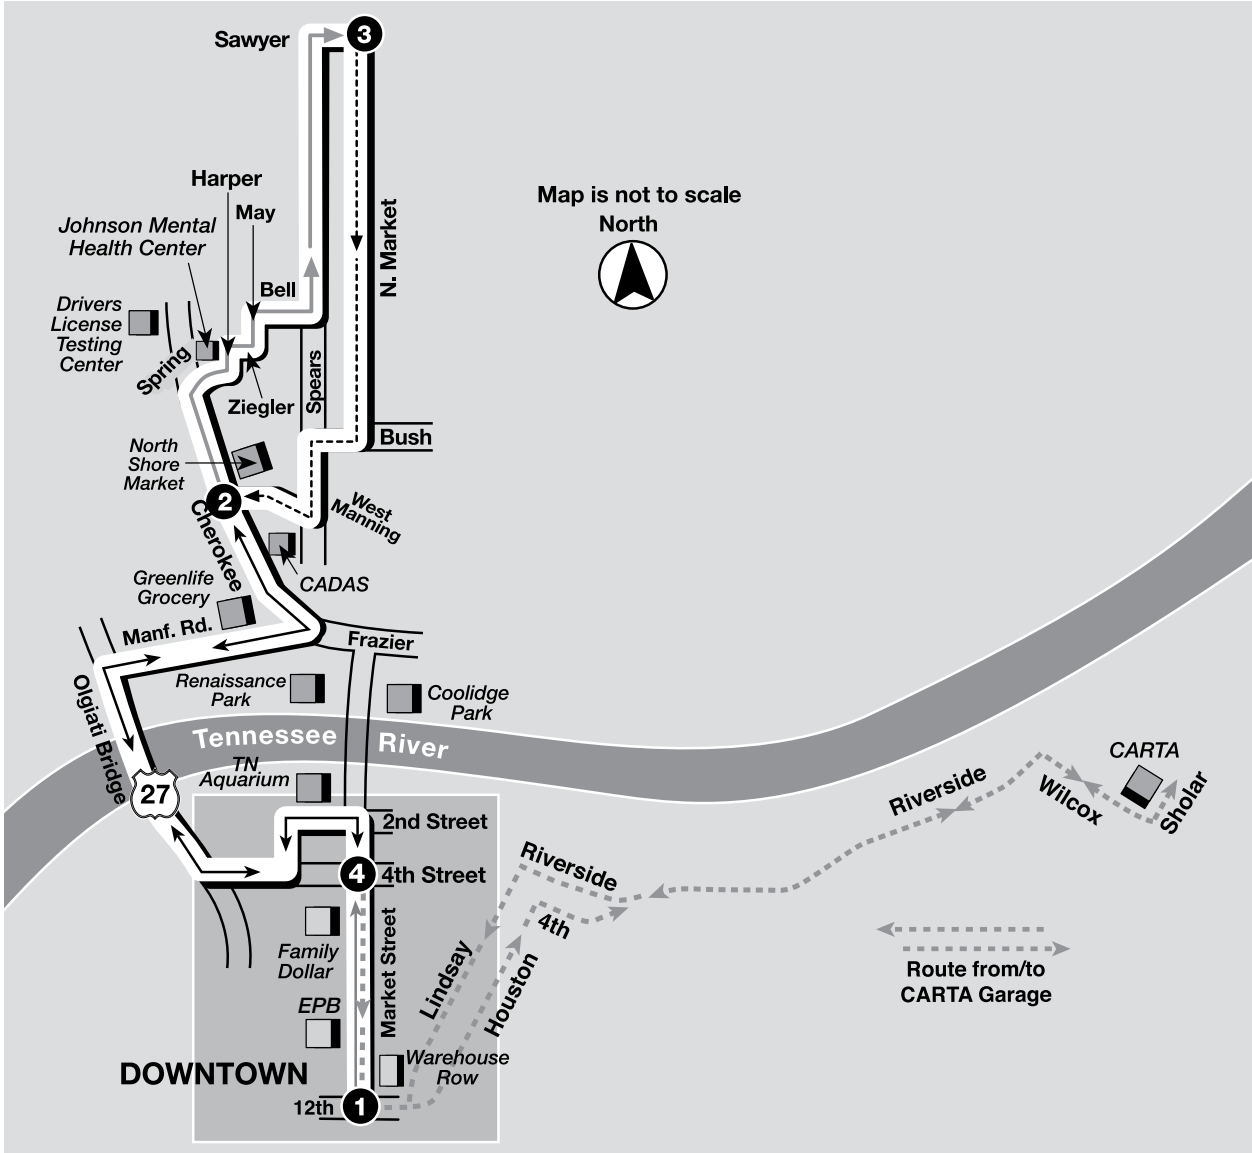 Sawyer
3
Harper
May
Johnson Mental
Health Center
Bell
N. Market
Map is not to scale
North
Drivers
License
Testing
Center
Spring
Ziegler
Spears
Bush
North
Shore
Market
2
West
Manning
Cherokee
CADAS
Greenlife
Grocery
Manf. Rd.
Frazier
Olgiati Bridge
Renaissance
Park
Coolidge
Park
Tennessee River
27
TN
Aquarium
2nd Street
4
4th Street
Family
Dollar
Market Street
EPB
Warehouse
Row
DOWNTOWN
12th
1
Riverside
4th
Lindsay
Houston
Riverside
Wilcox
CARTA
Sholar
Route from/to
CARTA Garage